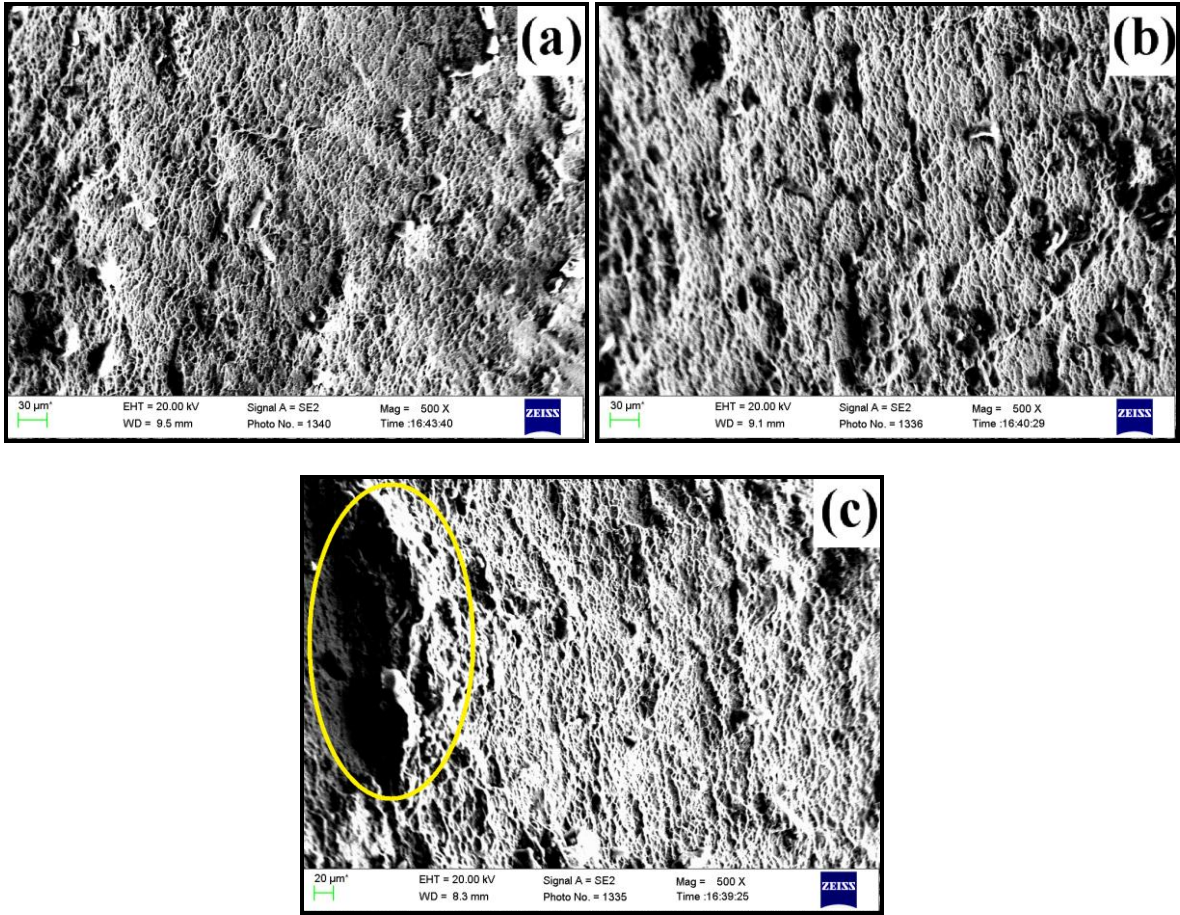 (a)
30 µm*
EHT = 20.00 kV
Signal A = SE2
Mag = 500 X
WD = 9.5 mm
Photo No. = 1340
Time :16:43:40
ZEISS
(b)
30 µm*
EHT = 20.00 kV
Signal A = SE2
Mag = 500 X
WD = 9.1 mm
Photo No. = 1336
Time :16:40:29
ZEISS
(c)
20 µm*
EHT = 20.00 kV
Signal A = SE2
Mag = 500 X
WD = 8.3 mm
Photo No. = 1335
Time :16:39:25
ZEISS